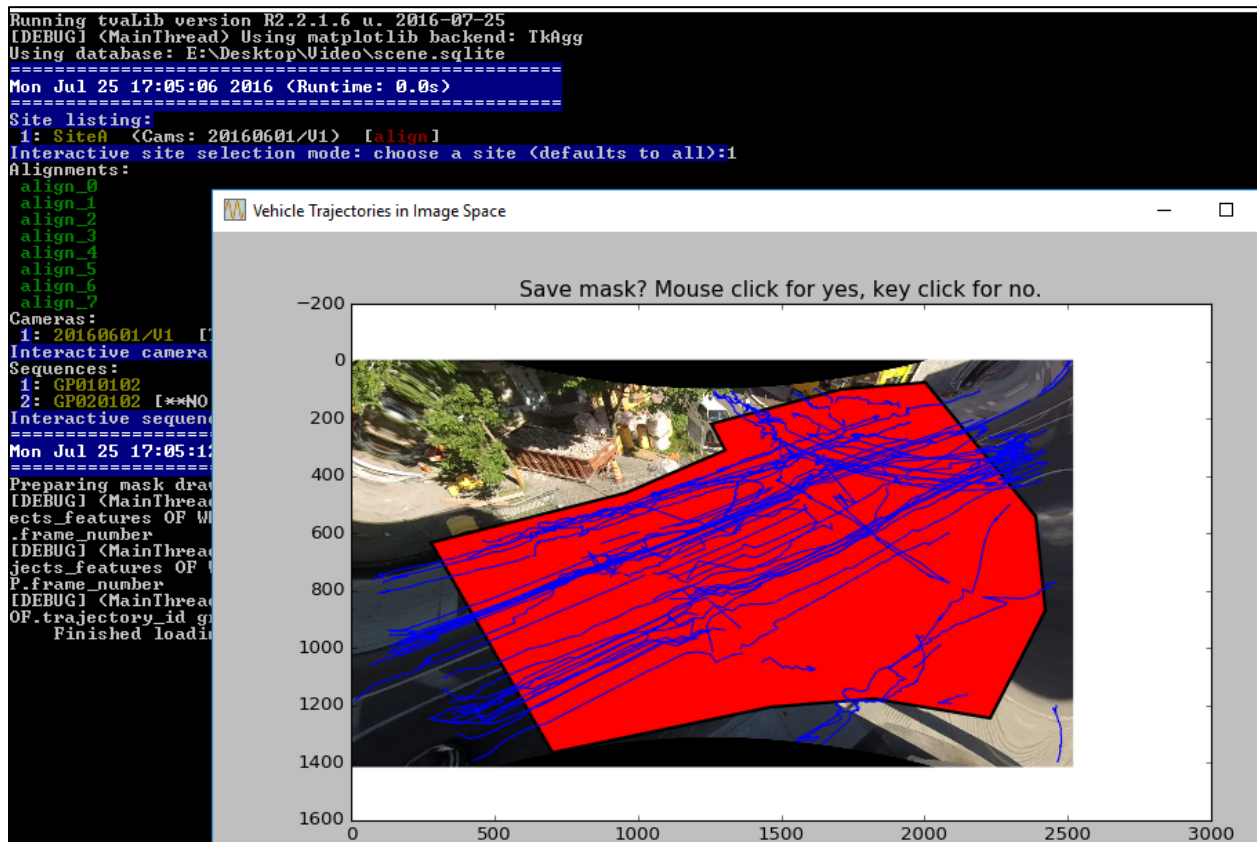 Running tvaLib version R2.2.1.6 u. 2016-07-25
[DEBUG] (MainThread) Using matplotlib backend: TkAgg
Using database: E:\Desktop\Video\scene.sqlite
=============================================================
Mon Jul 25 17:05:06 2016 (Runtime: 0.0s)
=============================================================
Site listing:
1: SiteA (Cams: 20160601/V1) [align]
Interactive site selection mode: choose a site (defaults to all):1
Alignments:
align_0
align_1
align_2
align_3
align_4
align_5
align_6
align_7
Cameras:
1: 20160601/V1
Interactive camera
Sequences:
1: GP010102
2: GP020102 [**NO
Interactive sequen
======================
Mon Jul 25 17:05:12
======================
Preparing mask draw
[DEBUG] (MainThread
ects_features OF WH
.frame_number
[DEBUG] (MainThread
jects_features OF
P.frame_number
[DEBUG] (MainThread
OF.trajectory_id gr
Finished loadin
Vehicle Trajectories in Image Space
Save mask? Mouse click for yes, key click for no.
−200
0
200
400
600
800
1000
1200
1400
1600
0 500 1000 1500 2000 2500 3000